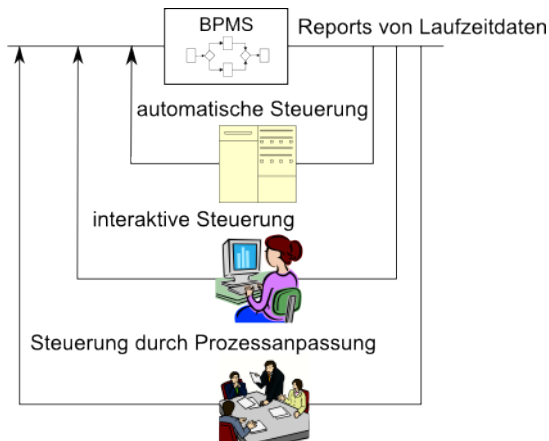 BPMS
Reports von Laufzeitdaten
automatische Steuerung
interaktive Steuerung
Steuerung durch Prozessanpassung